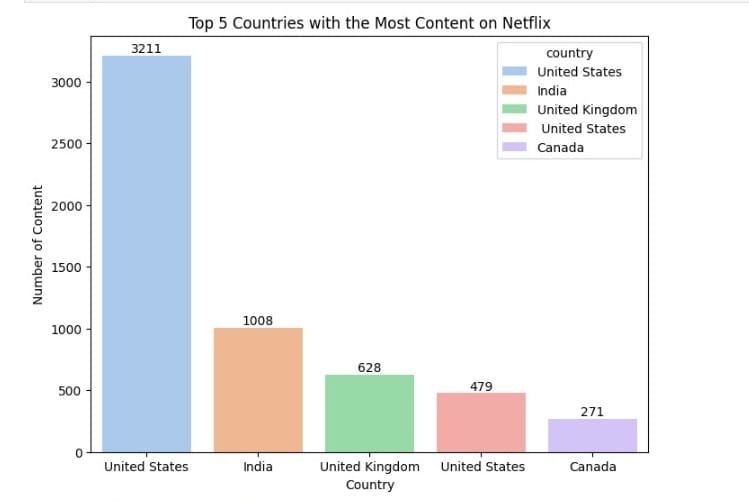 Top 5 Countries with the Most Content on Netflix
3211
country
United States
India
United Kingdom
 United States
Canada
3000
2500
2000
1500
1000
500
0
Number of Content
1008
628
479
271
United States India United Kingdom United States Canada
Country